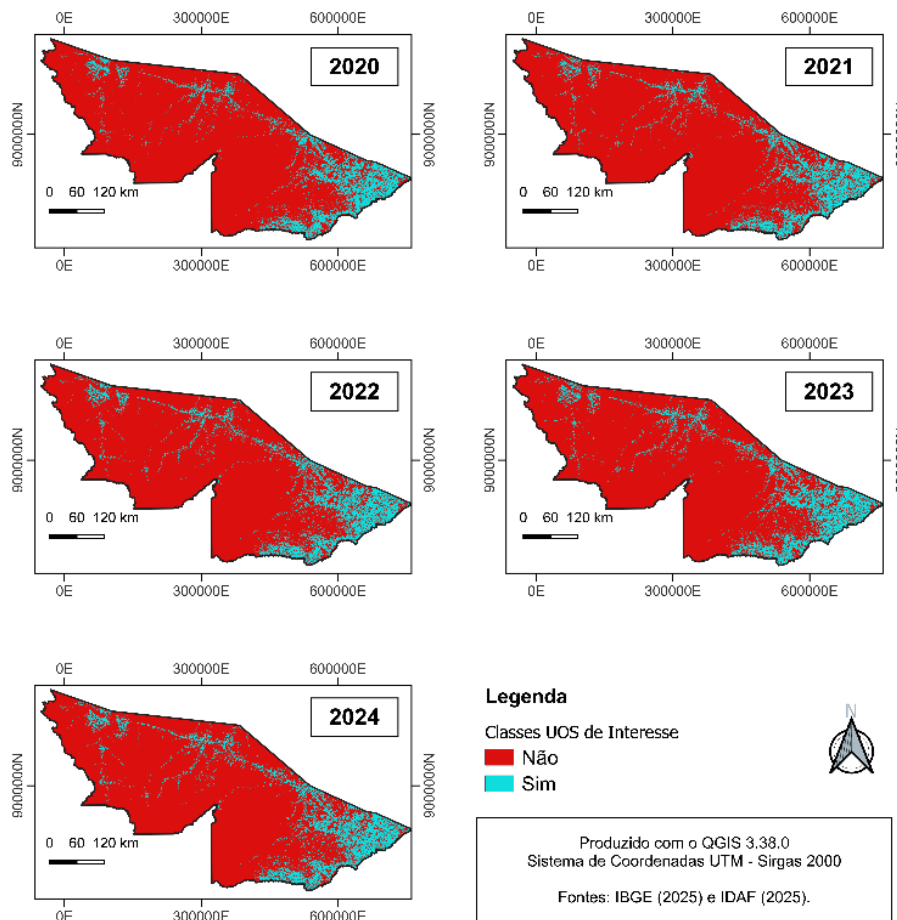 0E 300000E 600000E
2020
9000000N 9000000N
0 60 120 km
0E 300000E 600000E
0E 300000E 600000E
2021
9000000N
0 60 120 km
0E 300000E 600000E
0E 300000E 600000E
2022
9000000N 9000000N
0 60 120 km
0E 300000E 600000E
0E 300000E 600000E
2023
9000000N
0 60 120 km
0E 300000E 600000E
0E 300000E 600000E
2024
9000000N 9000000N
0 60 120 km
0E 300000E 600000E
Legenda
Classes UOS de Interesse
Não
Sim
N
Produzido com o QGIS 3.38.0
Sistema de Coordenadas UTM - Sirgas 2000
Fontes: IBGE (2025) e IDAF (2025).